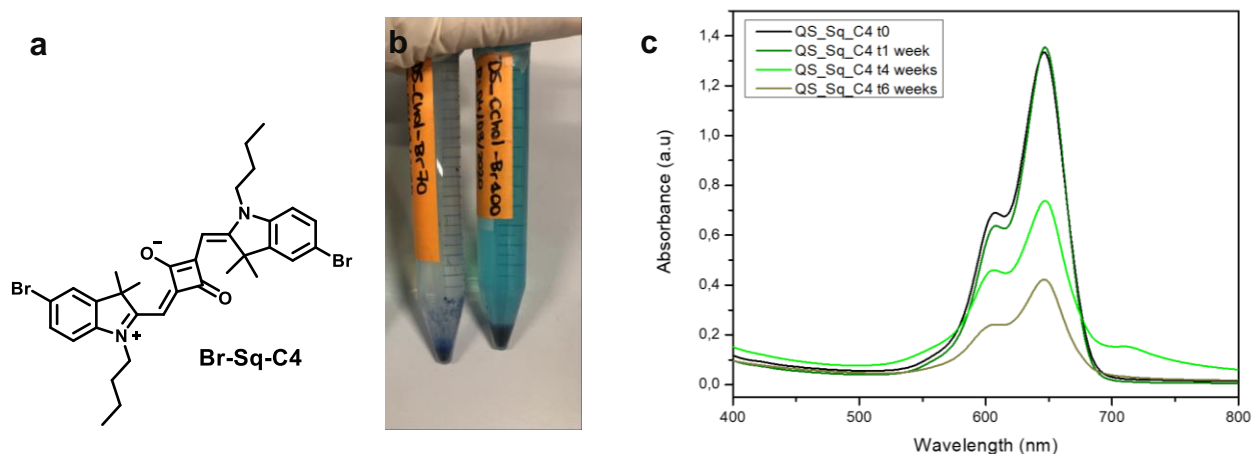 a
b
c
N
O−
Br
O
Br
N
+
Br-Sq-C4
CHol-Br70
DS_CChol-Br400
QS_Sq_C4 t0
QS_Sq_C4 t1 week
QS_Sq_C4 t4 weeks
QS_Sq_C4 t6 weeks
Absorbance (a.u)
1,4
1,2
1,0
0,8
0,6
0,4
0,2
0,0
400
500
600
700
800
Wavelength (nm)